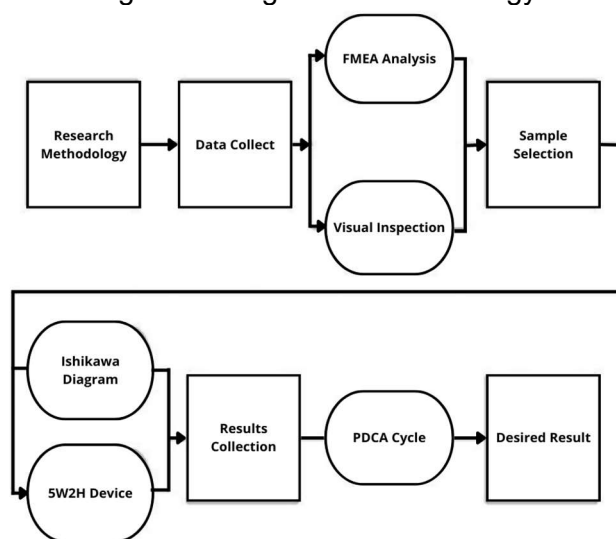 FMEA Analysis
Research
Methodology
Data Collect
Sample
Selection
Visual Inspection
Ishikawa
Diagram
Results
Collection
PDCA Cycle
Desired Result
5W2H Device